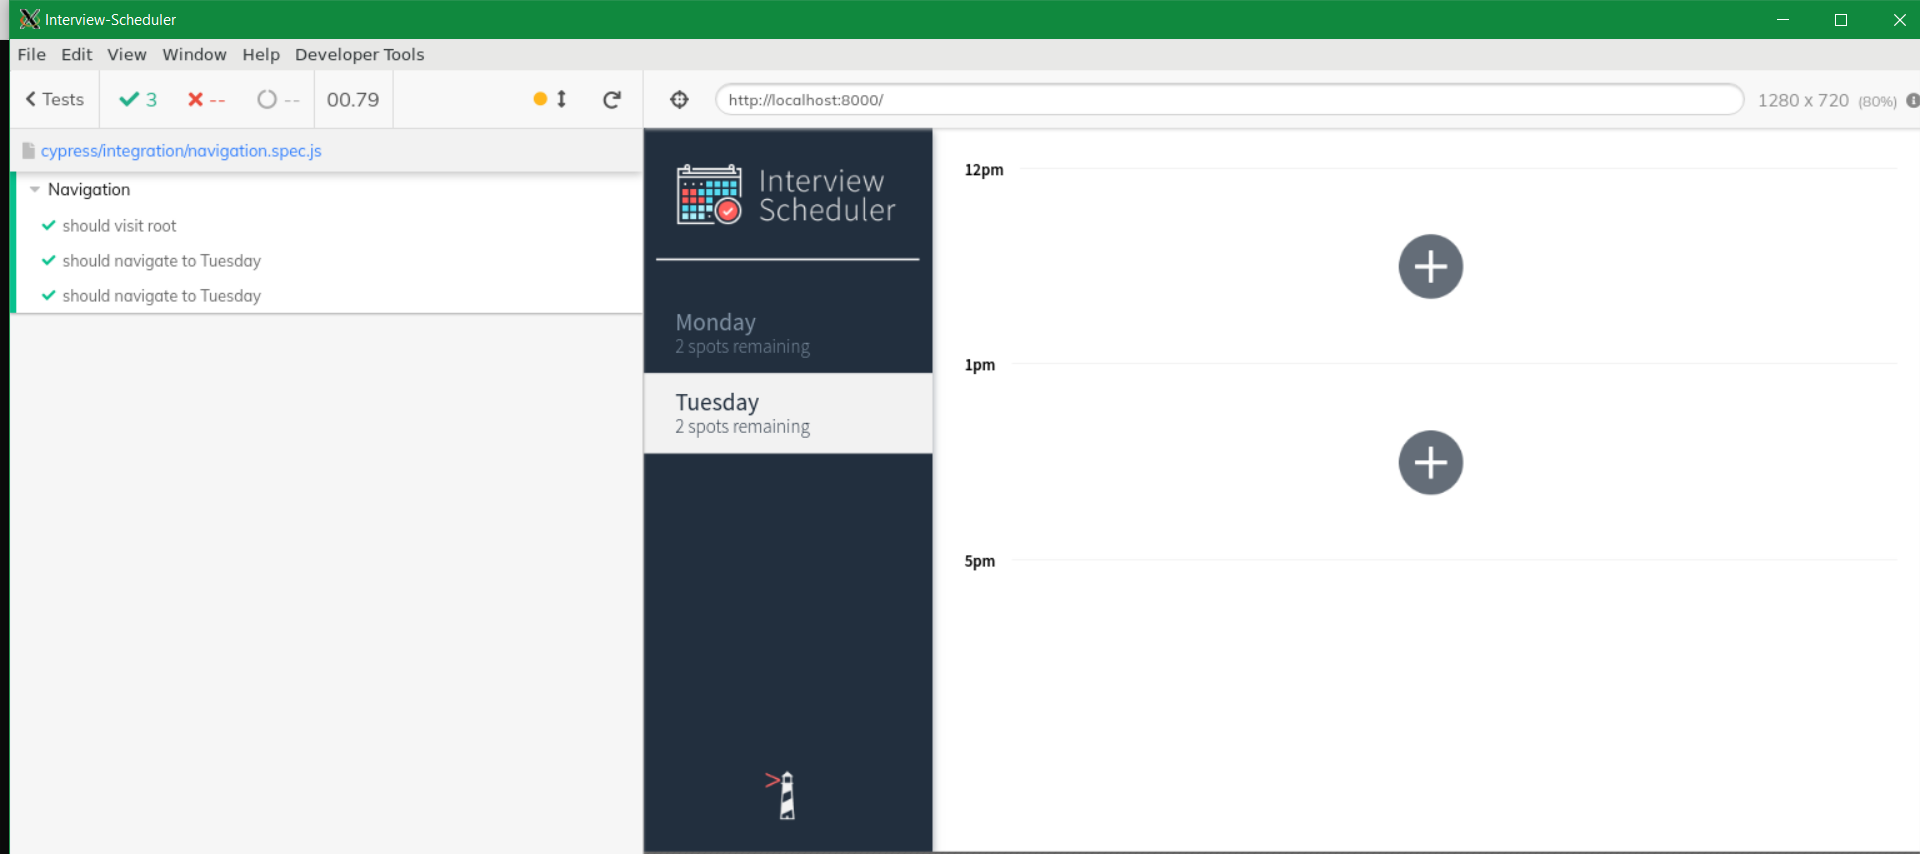 Interview-Scheduler
File Edit View Window Help Developer Tools
Tests 3 -- -- 00.79
http://localhost:8000/ 1280 x 720 (80%)
cypress/integration/navigation.spec.js
Navigation
should visit root
should navigate to Tuesday
should navigate to Tuesday
Interview
Scheduler
Monday
2 spots remaining
Tuesday
2 spots remaining
12pm
1pm
5pm